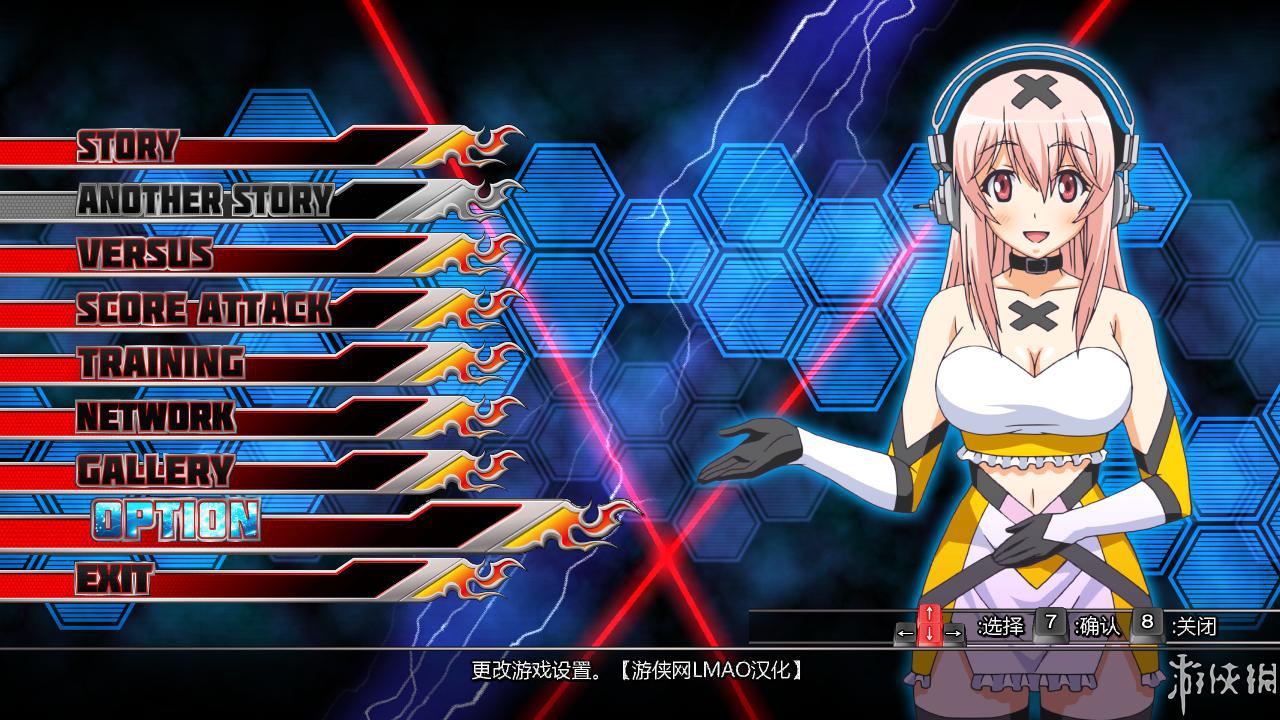 STORY
ANOTHER STORY
VERSUS
SCORE ATTACK
TRAINING
NETWORK
GALLERY
OPTION
EXIT
:选择 7 :确认 8 :关闭
更改游戏设置。【游侠网LMAO汉化】
游侠网